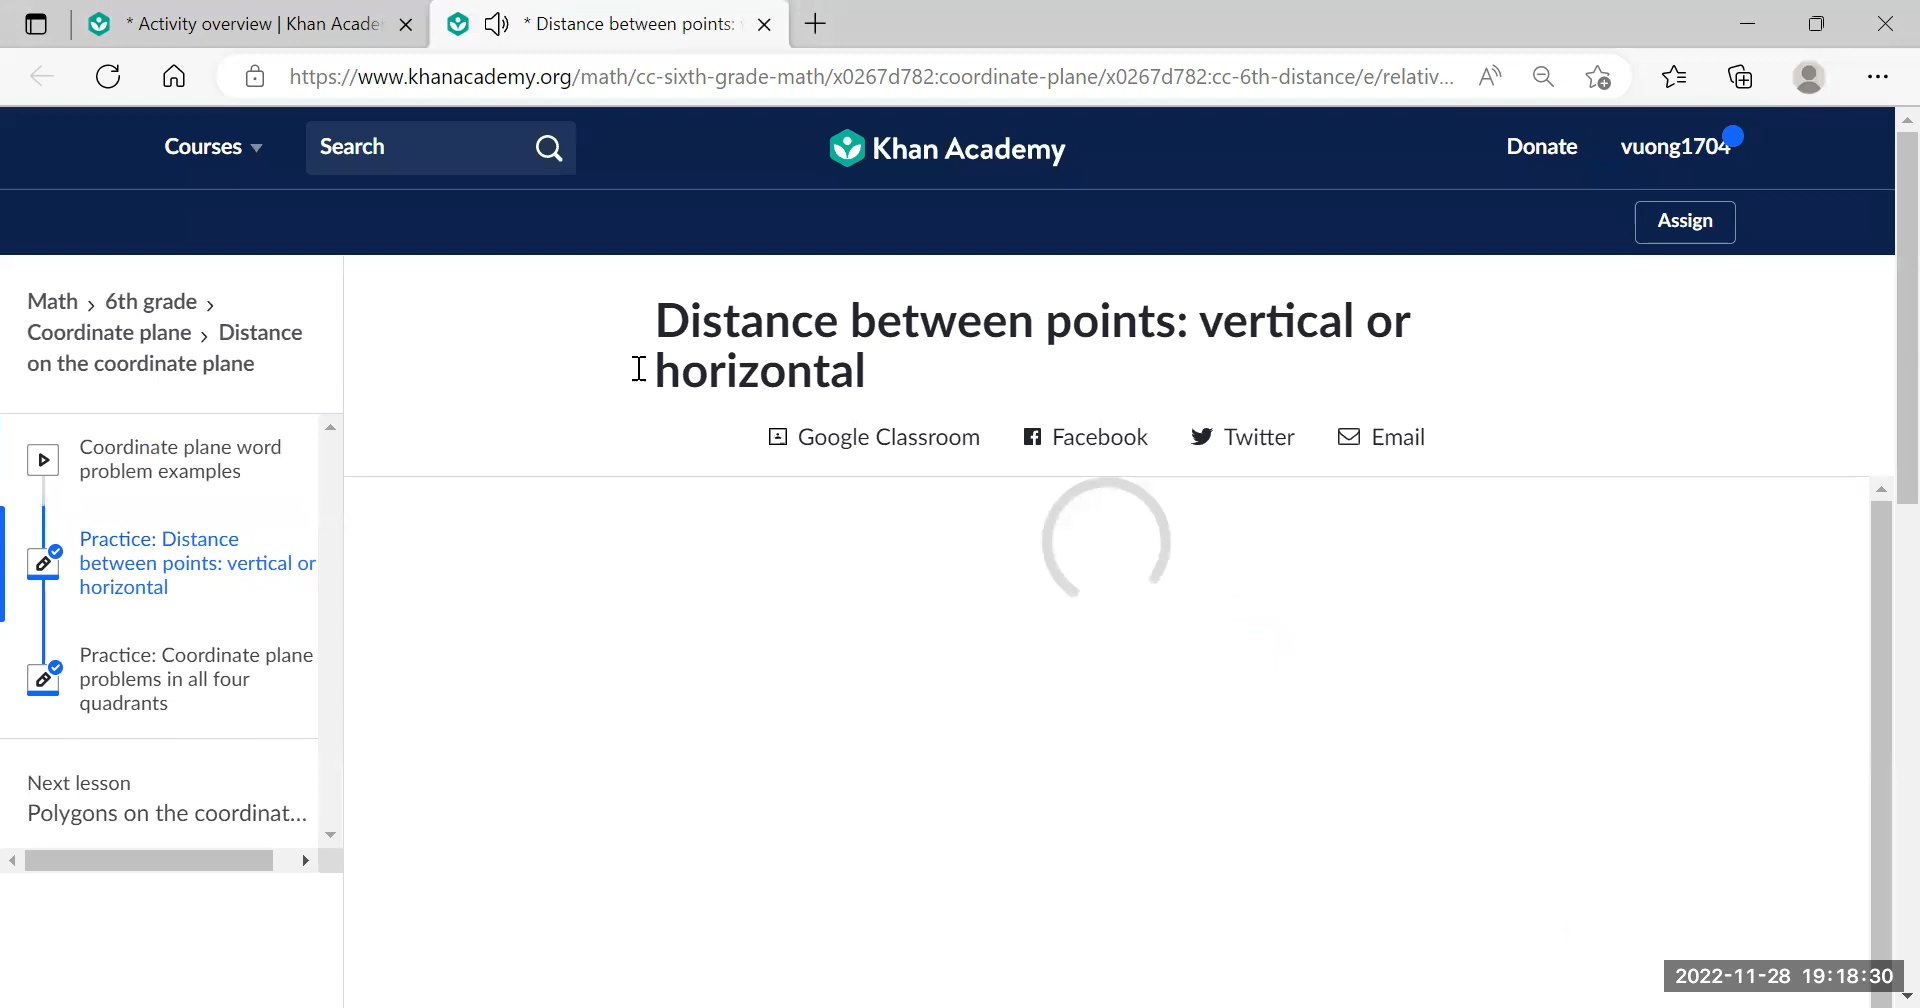 * Activity overview | Khan Acade
* Distance between points:
https://www.khanacademy.org/math/cc-sixth-grade-math/x0267d782:coordinate-plane/x0267d782:cc-6th-distance/e/relativ...
Courses
Search
Khan Academy
Donate
vuong1704
Assign
Math > 6th grade >
Coordinate plane > Distance
on the coordinate plane
Distance between points: vertical or
horizontal
Google Classroom
Facebook
Twitter
Email
Coordinate plane word
problem examples
Practice: Distance
between points: vertical or
horizontal
Practice: Coordinate plane
problems in all four
quadrants
Next lesson
Polygons on the coordinat...
2022-11-28 19:18:30